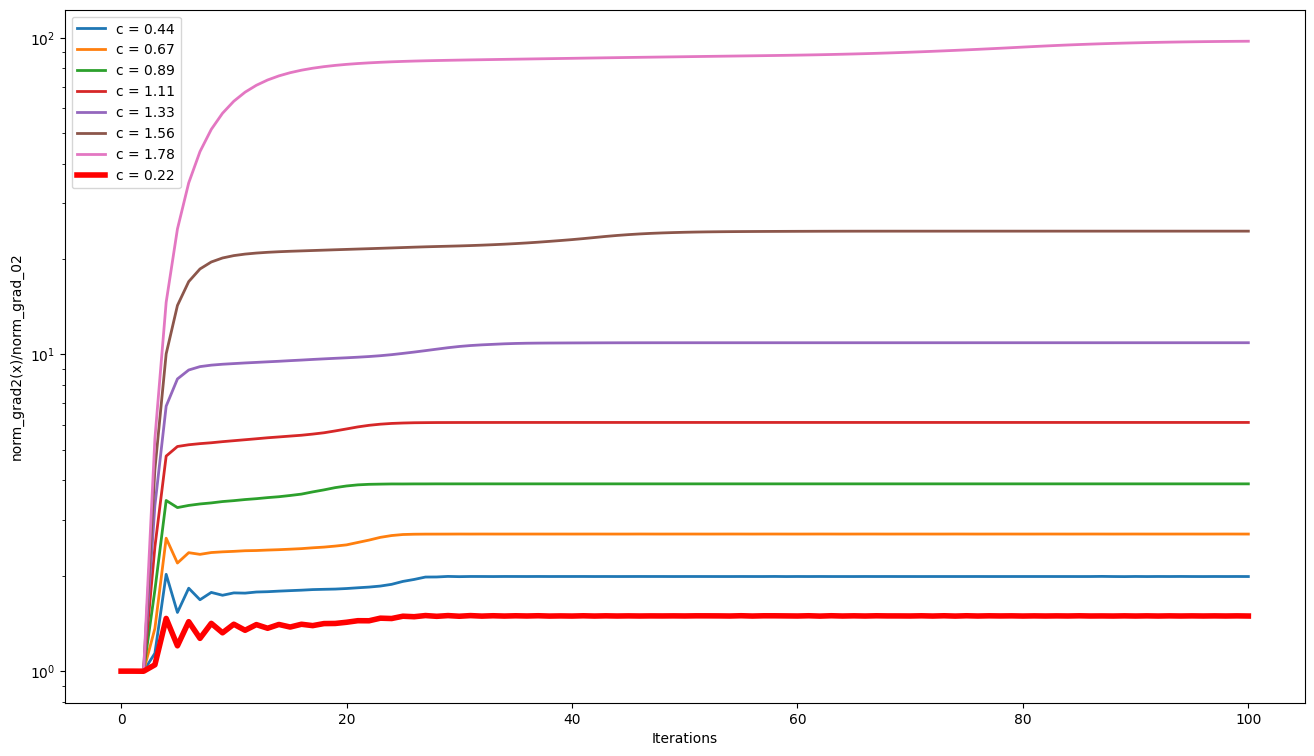 c = 0.44
c = 0.67
c = 0.89
c = 1.11
c = 1.33
c = 1.56
c = 1.78
c = 0.22
10²
10¹
10⁰
norm_grad2(x)/norm_grad_02
0 20 40 60 80 100
Iterations